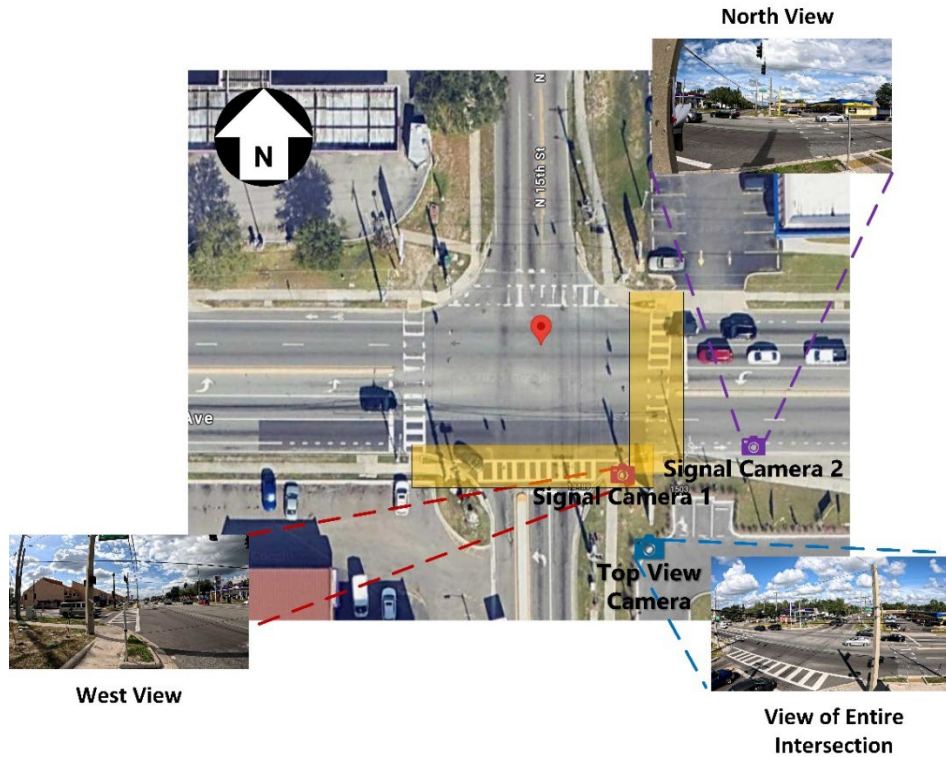 North View
N
N
N 15th St
Ave
Signal Camera 2
Signal Camera 1
1503
Top View
Camera
West View
View of Entire
Intersection